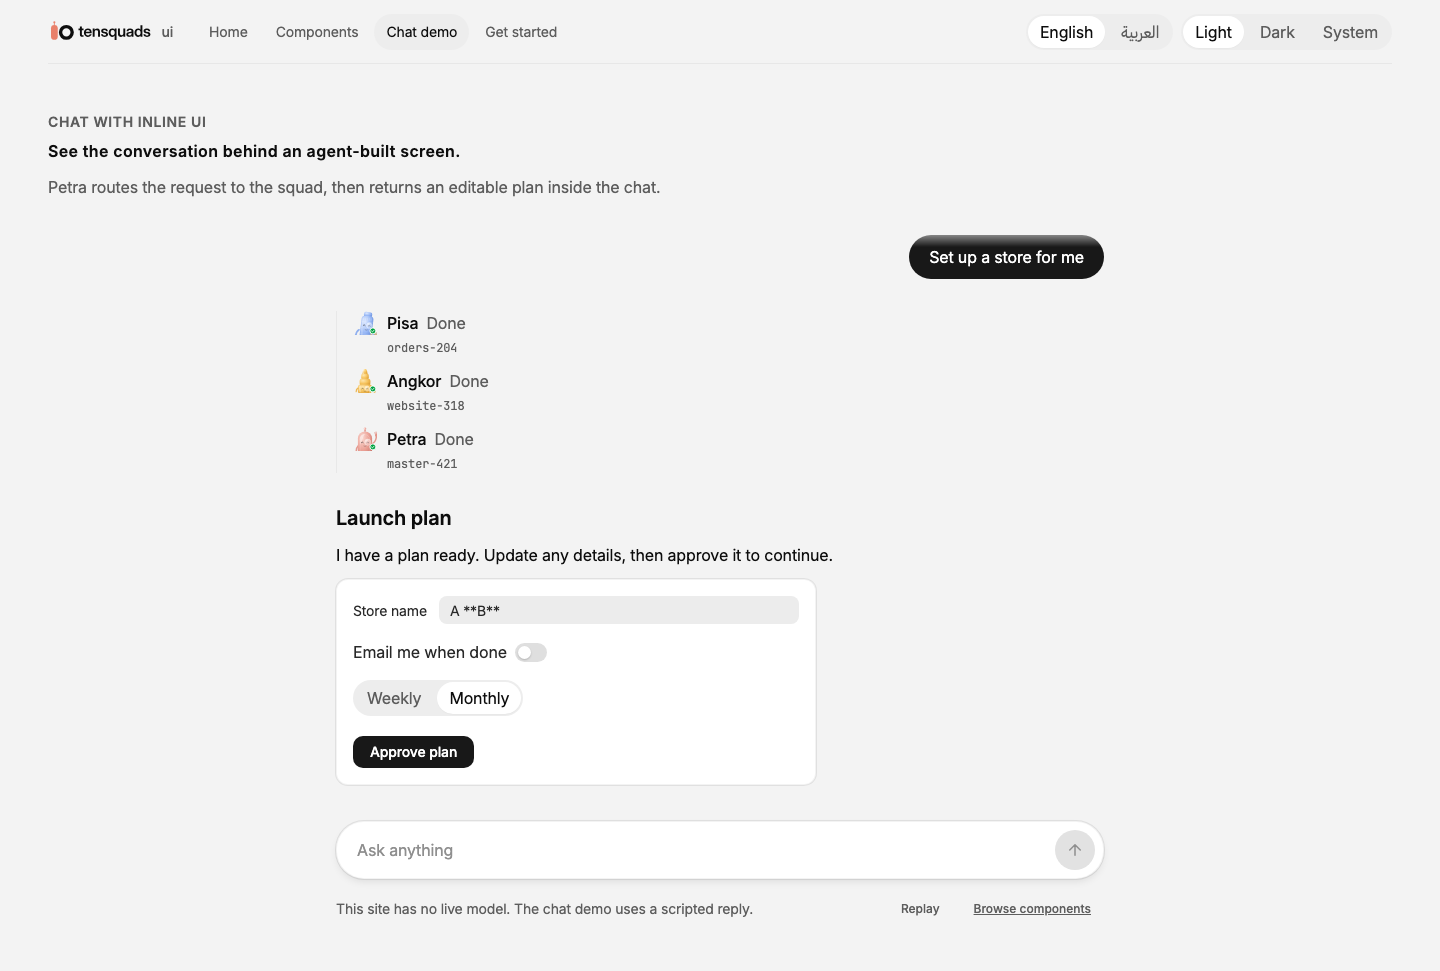 tensquads ui Home Components Chat demo Get started English العربية Light Dark System
CHAT WITH INLINE UI
See the conversation behind an agent-built screen.
Petra routes the request to the squad, then returns an editable plan inside the chat.
Set up a store for me
Pisa Done
orders-204
Angkor Done
website-318
Petra Done
master-421
Launch plan
I have a plan ready. Update any details, then approve it to continue.
Store name A **B**
Email me when done
Weekly Monthly
Approve plan
Ask anything
This site has no live model. The chat demo uses a scripted reply. Replay Browse components